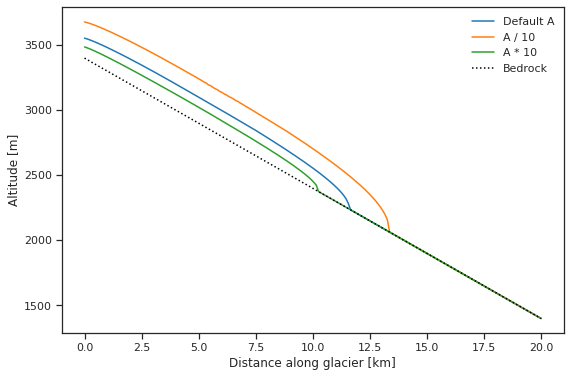 Default A
A / 10
A * 10
Bedrock
3500
3000
2500
2000
1500
Altitude [m]
0.0 2.5 5.0 7.5 10.0 12.5 15.0 17.5 20.0
Distance along glacier [km]